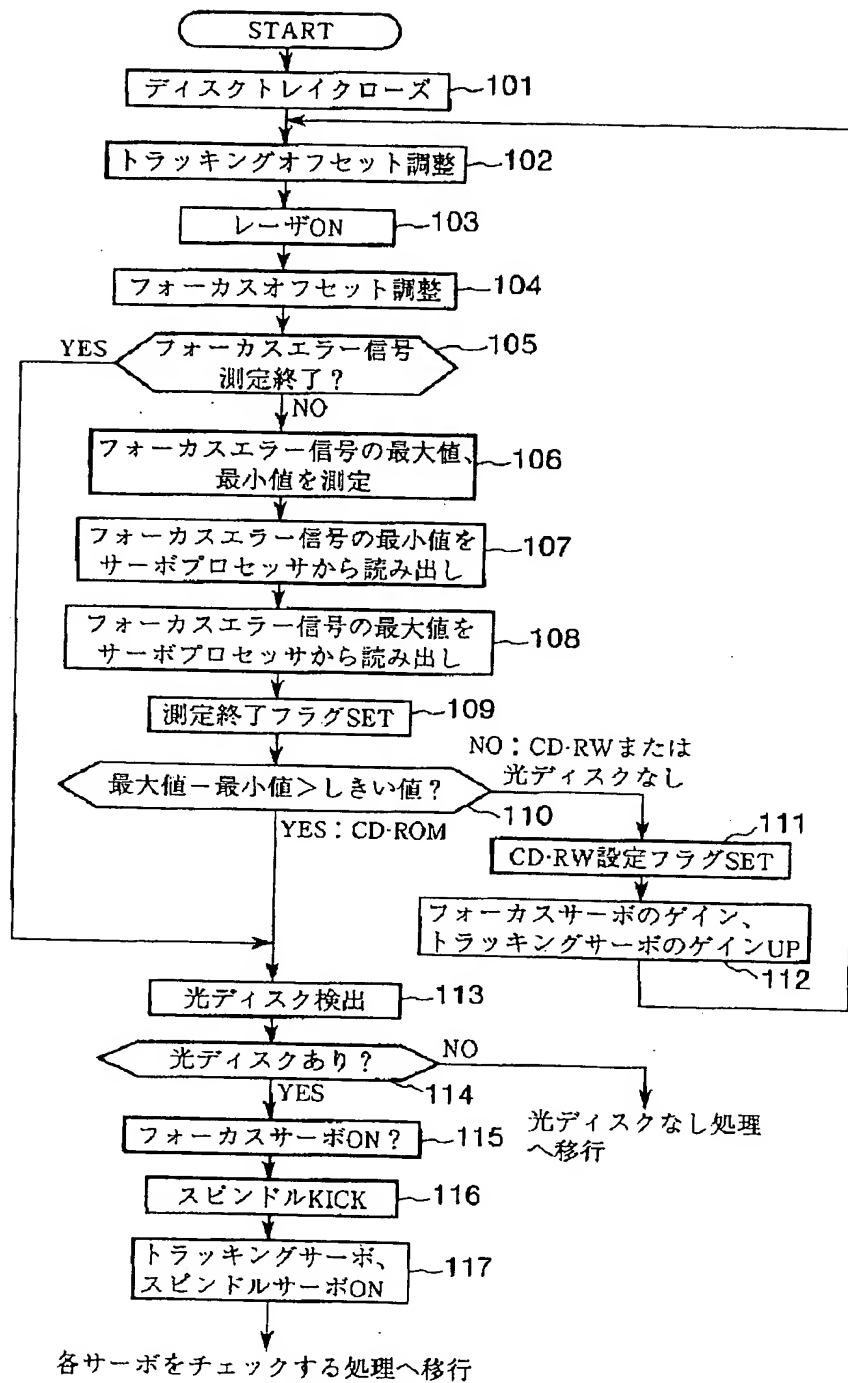 START
ディスクトレイクローズ
101
トラッキングオフセット調整
102
レーザON
103
フォーカスオフセット調整
104
YES
フォーカスエラー信号
測定終了?
105
NO
フォーカスエラー信号の最大値、
最小値を測定
106
フォーカスエラー信号の最小値を
サーボプロセッサから読み出し
107
フォーカスエラー信号の最大値を
サーボプロセッサから読み出し
108
測定終了フラグSET
109
最大値-最小値>しきい値?
110
NO:CD-RWまたは
光ディスクなし
YES:CD-ROM
111
CD-RW設定フラグSET
フォーカスサーボのゲイン、
トラッキングサーボのゲインUP
112
光ディスク検出
113
光ディスクあり?
114
NO
YES
光ディスクなし処理
へ移行
フォーカスサーボON?
115
スピンドルKICK
116
トラッキングサーボ、
スピンドルサーボON
117
各サーボをチェックする処理へ移行